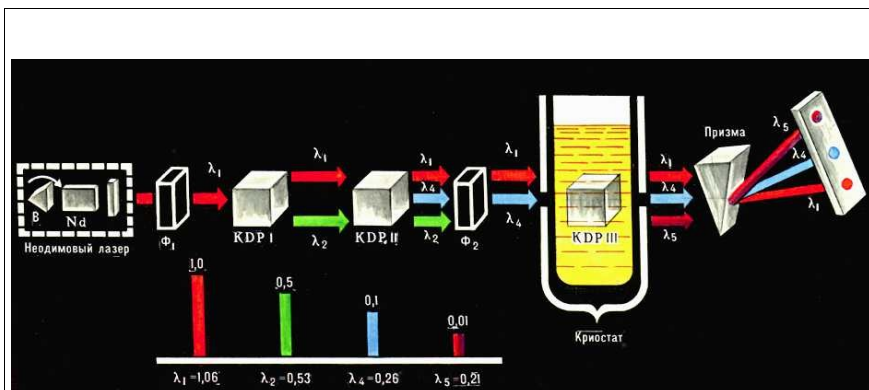 λ₁
λ₁
λ₁
λ₁
λ₁
λ₅
Призма
λ₄
λ₄
λ₄
λ₄
B
Nd
Ф₁
KDP I
λ₂
KDP II
λ₂
Ф₂
KDP III
λ₅
λ₁
Неодимовый лазер
1,0
0,5
0,1
0,01
Криостат
λ₁=1,06
λ₂=0,53
λ₄=0,26
λ₅=0,21